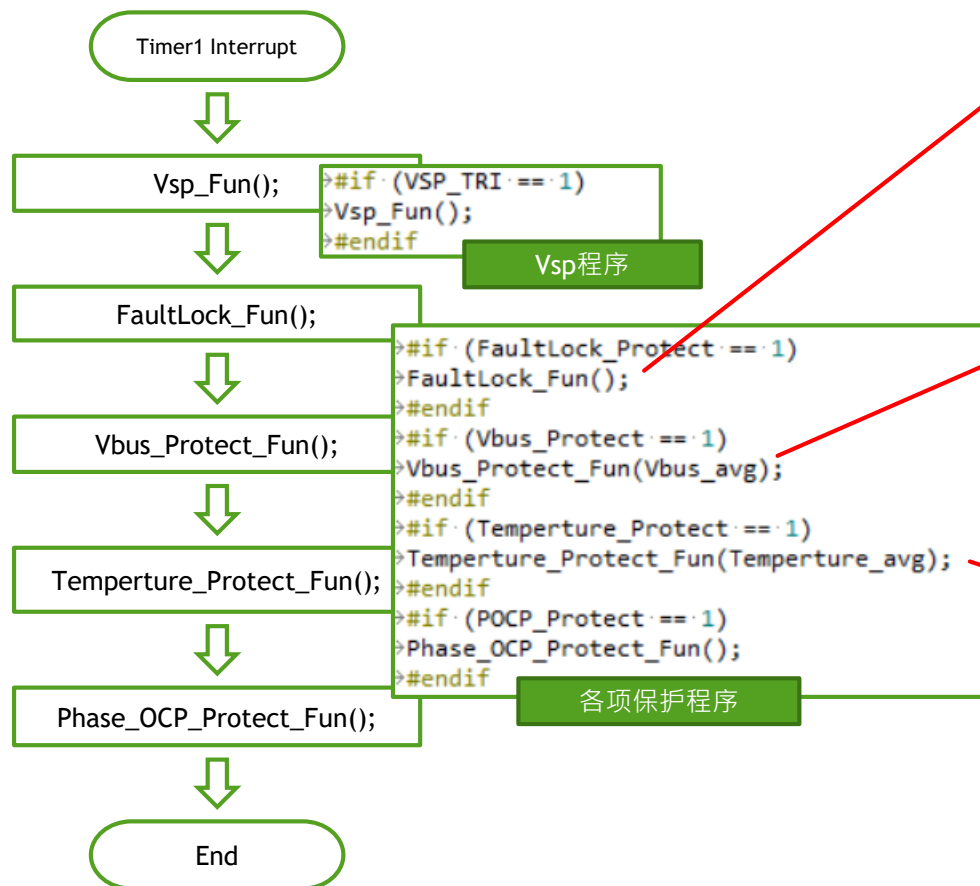 Timer1 Interrupt
Vsp_Fun();
#if (VSP_TRI == 1)
Vsp_Fun();
#endif
Vsp程序
FaultLock_Fun();
Vbus_Protect_Fun();
Temperture_Protect_Fun();
Phase_OCP_Protect_Fun();
#if (FaultLock_Protect == 1)
FaultLock_Fun();
#endif
#if (Vbus_Protect == 1)
Vbus_Protect_Fun(Vbus_avg);
#endif
#if (Temperture_Protect == 1)
Temperture_Protect_Fun(Temperture_avg);
#endif
#if (POCP_Protect == 1)
Phase_OCP_Protect_Fun();
#endif
各项保护程序
End